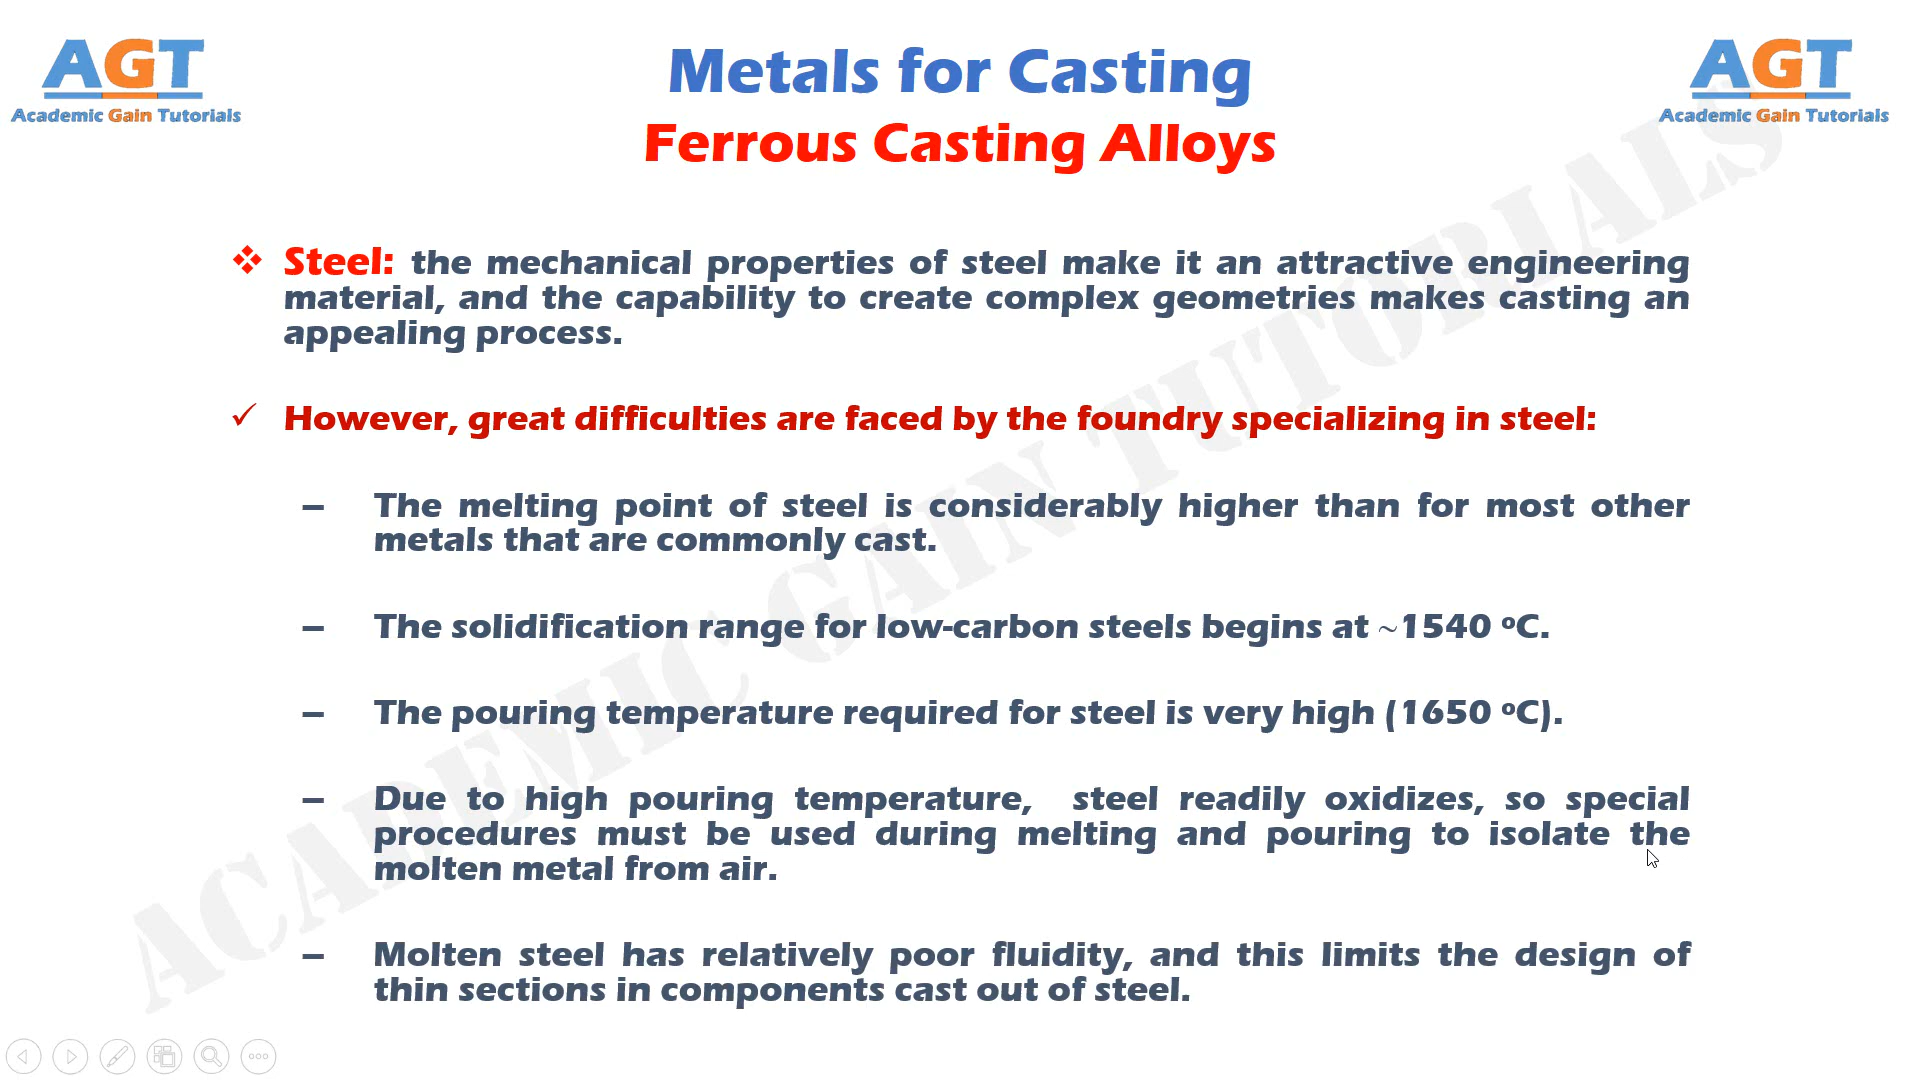 AGT
Academic Gain Tutorials
Metals for Casting
Ferrous Casting Alloys
AGT
Academic Gain Tutorials
❖ Steel: the mechanical properties of steel make it an attractive engineering
material, and the capability to create complex geometries makes casting an
appealing process.
✓ However, great difficulties are faced by the foundry specializing in steel:
– The melting point of steel is considerably higher than for most other
metals that are commonly cast.
– The solidification range for low-carbon steels begins at ~1540 ºC.
– The pouring temperature required for steel is very high (1650 ºC).
– Due to high pouring temperature, steel readily oxidizes, so special
procedures must be used during melting and pouring to isolate the
molten metal from air.
– Molten steel has relatively poor fluidity, and this limits the design of
thin sections in components cast out of steel.
ACADEMIC GAIN TUTORIALS